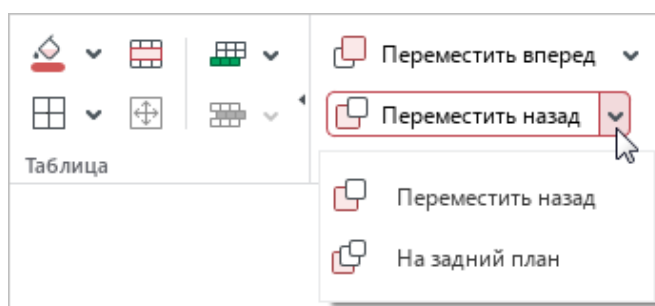 Переместить вперед
Переместить назад
Таблица
Переместить назад
На задний план